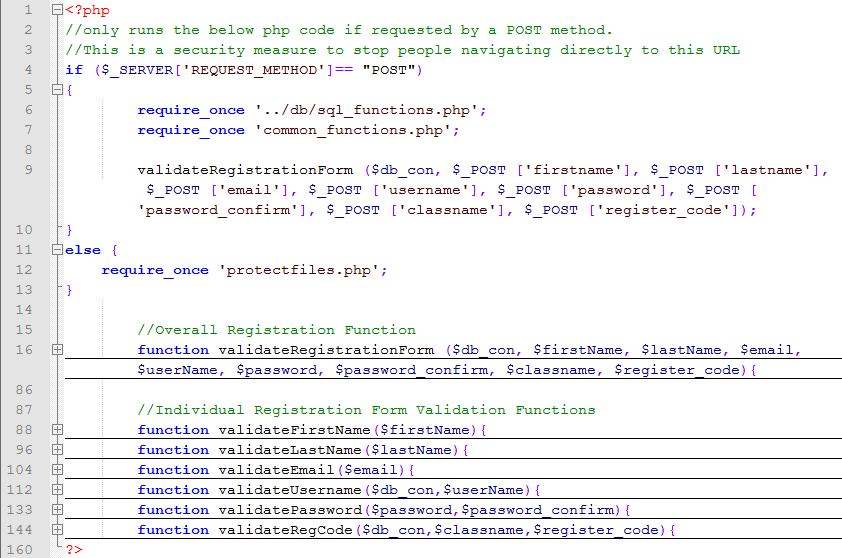 1 <?php
2 //only runs the below php code if requested by a POST method.
3 //This is a security measure to stop people navigating directly to this URL
4 if ($_SERVER['REQUEST_METHOD']== "POST")
5 {
6 require_once '../db/sql_functions.php';
7 require_once 'common_functions.php';
8
9 validateRegistrationForm ($db_con, $_POST ['firstname'], $_POST ['lastname'],
$_POST ['email'], $_POST ['username'], $_POST ['password'], $_POST [
'password_confirm'], $_POST ['classname'], $_POST ['register_code']);
10 }
11 else {
12 require_once 'protectfiles.php';
13 }
14
15 //Overall Registration Function
16 function validateRegistrationForm ($db_con, $firstName, $lastName, $email,
$userName, $password, $password_confirm, $classname, $register_code){
86
87 //Individual Registration Form Validation Functions
88 function validateFirstName($firstName){
96 function validateLastName($lastName){
104 function validateEmail($email){
112 function validateUsername($db_con,$userName){
133 function validatePassword($password,$password_confirm){
144 function validateRegCode($db_con,$classname,$register_code){
160 ?>